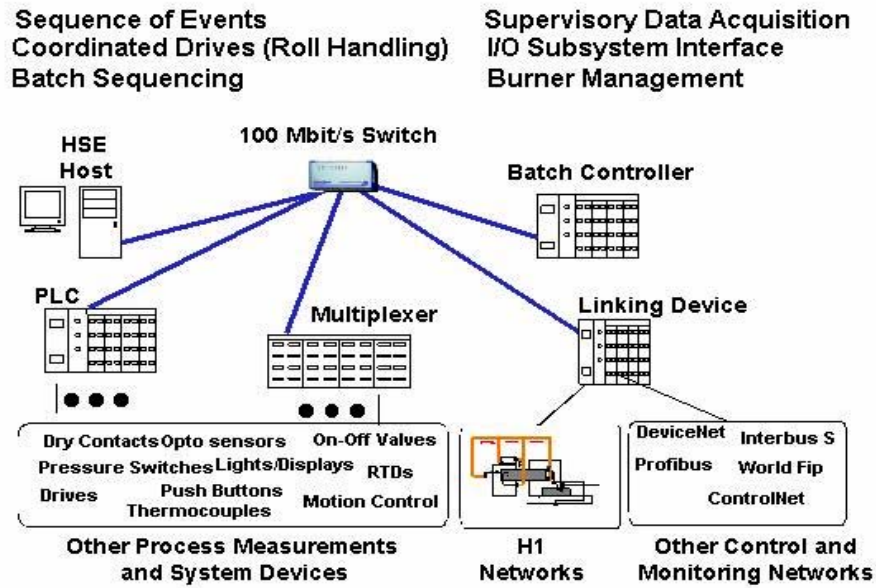 Sequence of Events
Coordinated Drives (Roll Handling)
Batch Sequencing
Supervisory Data Acquisition
I/O Subsystem Interface
Burner Management
HSE
Host
100 Mbit/s Switch
Batch Controller
PLC
Multiplexer
Linking Device
Dry Contacts Opto sensors On-Off Valves
Pressure Switches Lights/Displays RTDs
Drives Push Buttons Motion Control
Thermocouples
DeviceNet Interbus S
Profibus World Fip
ControlNet
Other Process Measurements
and System Devices
H1
Networks
Other Control and
Monitoring Networks